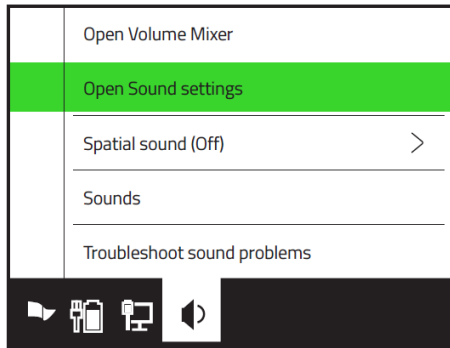 Open Volume Mixer
Open Sound settings
Spatial sound (Off)
Sounds
Troubleshoot sound problems